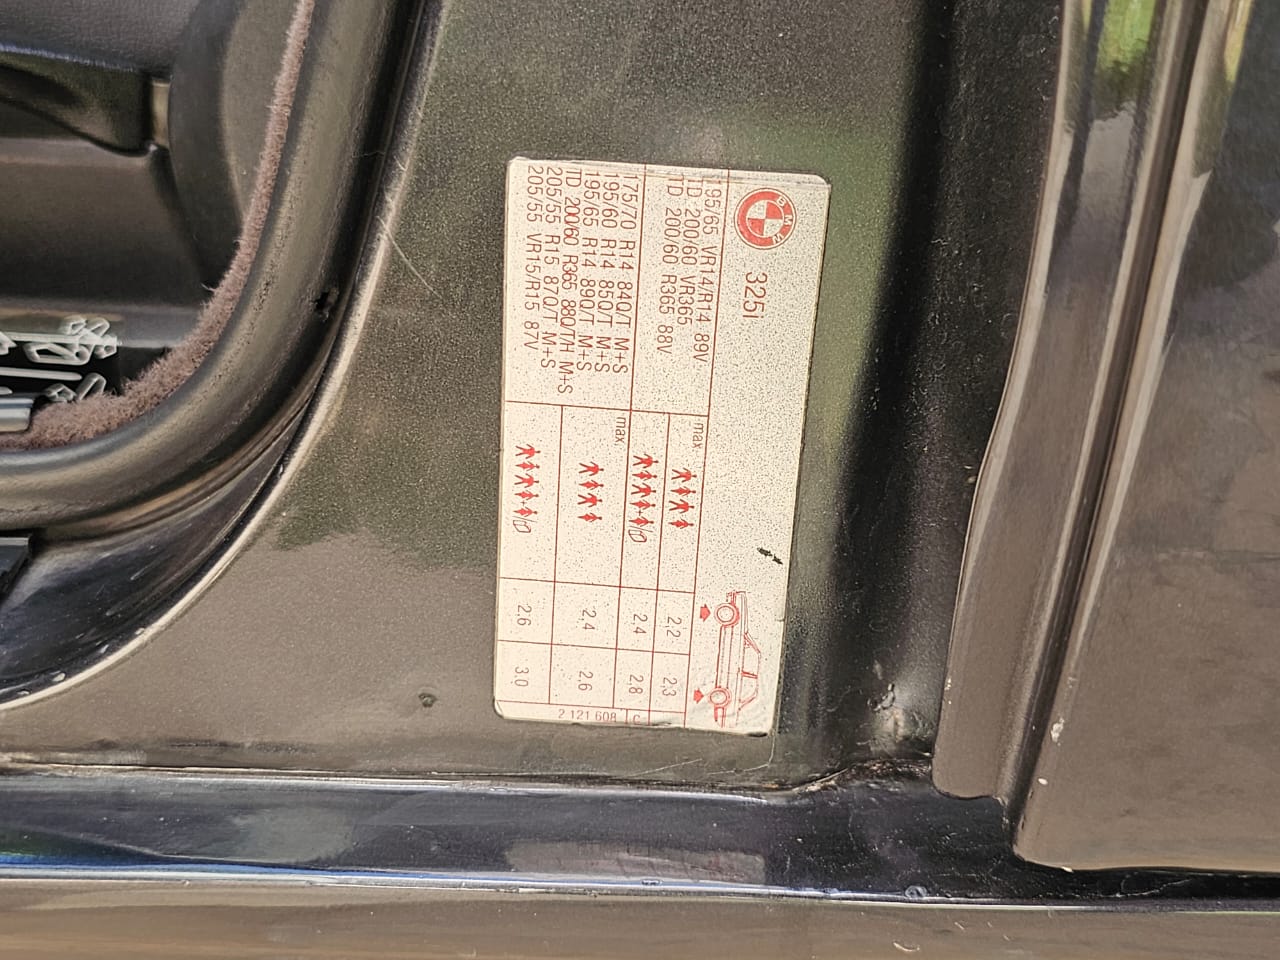 BMW
325i
195/65 VR14/R14 89V
TD 200/60 VR365
TD 200/60 R365 88V
max
2,2
2,3
2,4
2,8
175/70 R14 84Q/T M+S
195/60 R14 85Q/T M+S
195/65 R14 89Q/T M+S
TD 200/60 R365 88Q/T/H M+S
205/55 R15 87Q/T M+S
205/55 VR15/R15 87V
max
2,4
2,6
2,6
3,0
2 121 608
C